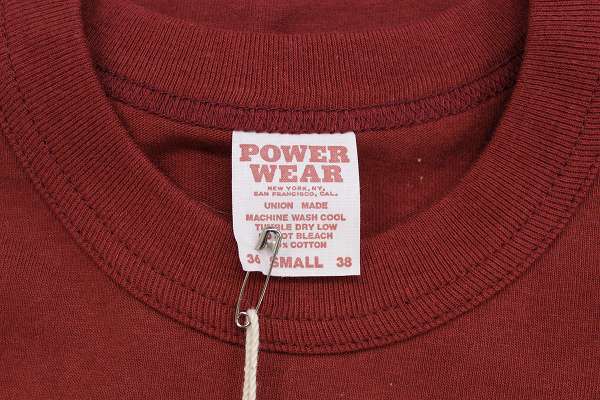 POWER
WEAR
NEW YORK, NY,
SAN FRANCISCO, CAL,
UNION MADE
MACHINE WASH COOL
DRY LOW
BLEACH
COTTON
36 SMALL 38